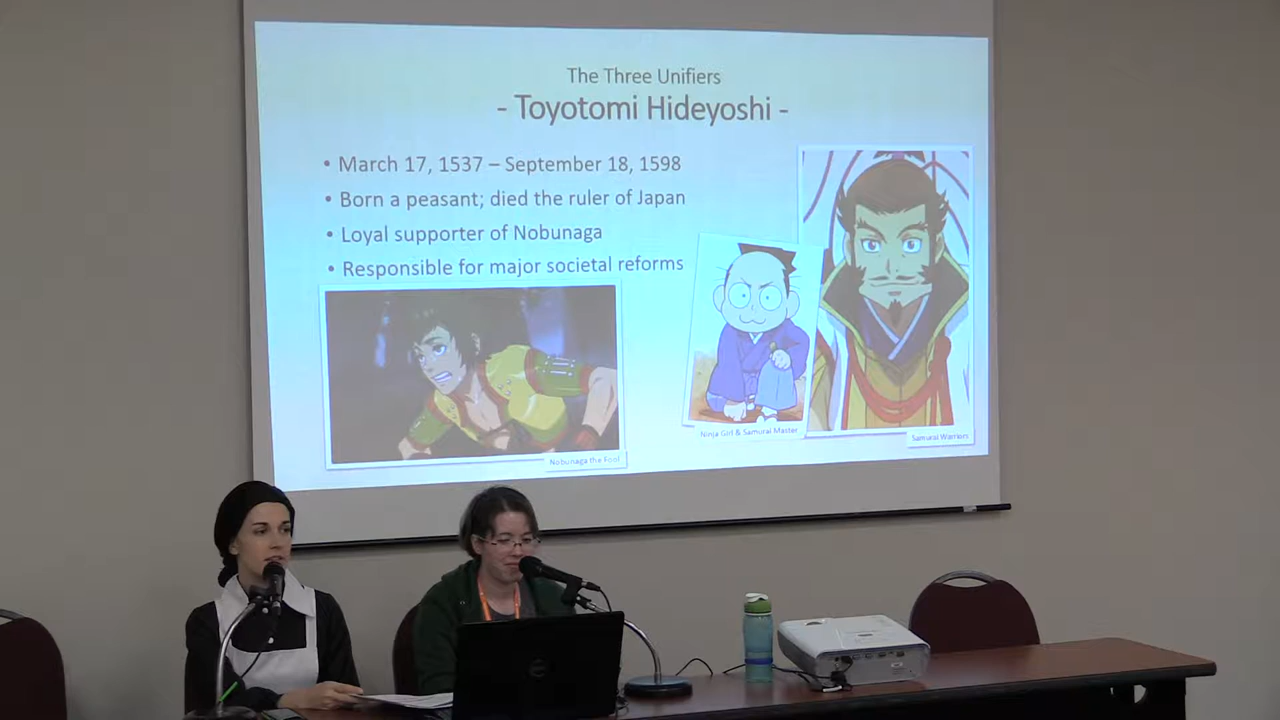 The Three Unifiers
- Toyotomi Hideyoshi -
• March 17, 1537 – September 18, 1598
• Born a peasant; died the ruler of Japan
• Loyal supporter of Nobunaga
• Responsible for major societal reforms
Ninja Girl & Samurai Master
Samurai Warriors
Nobunaga the Fool